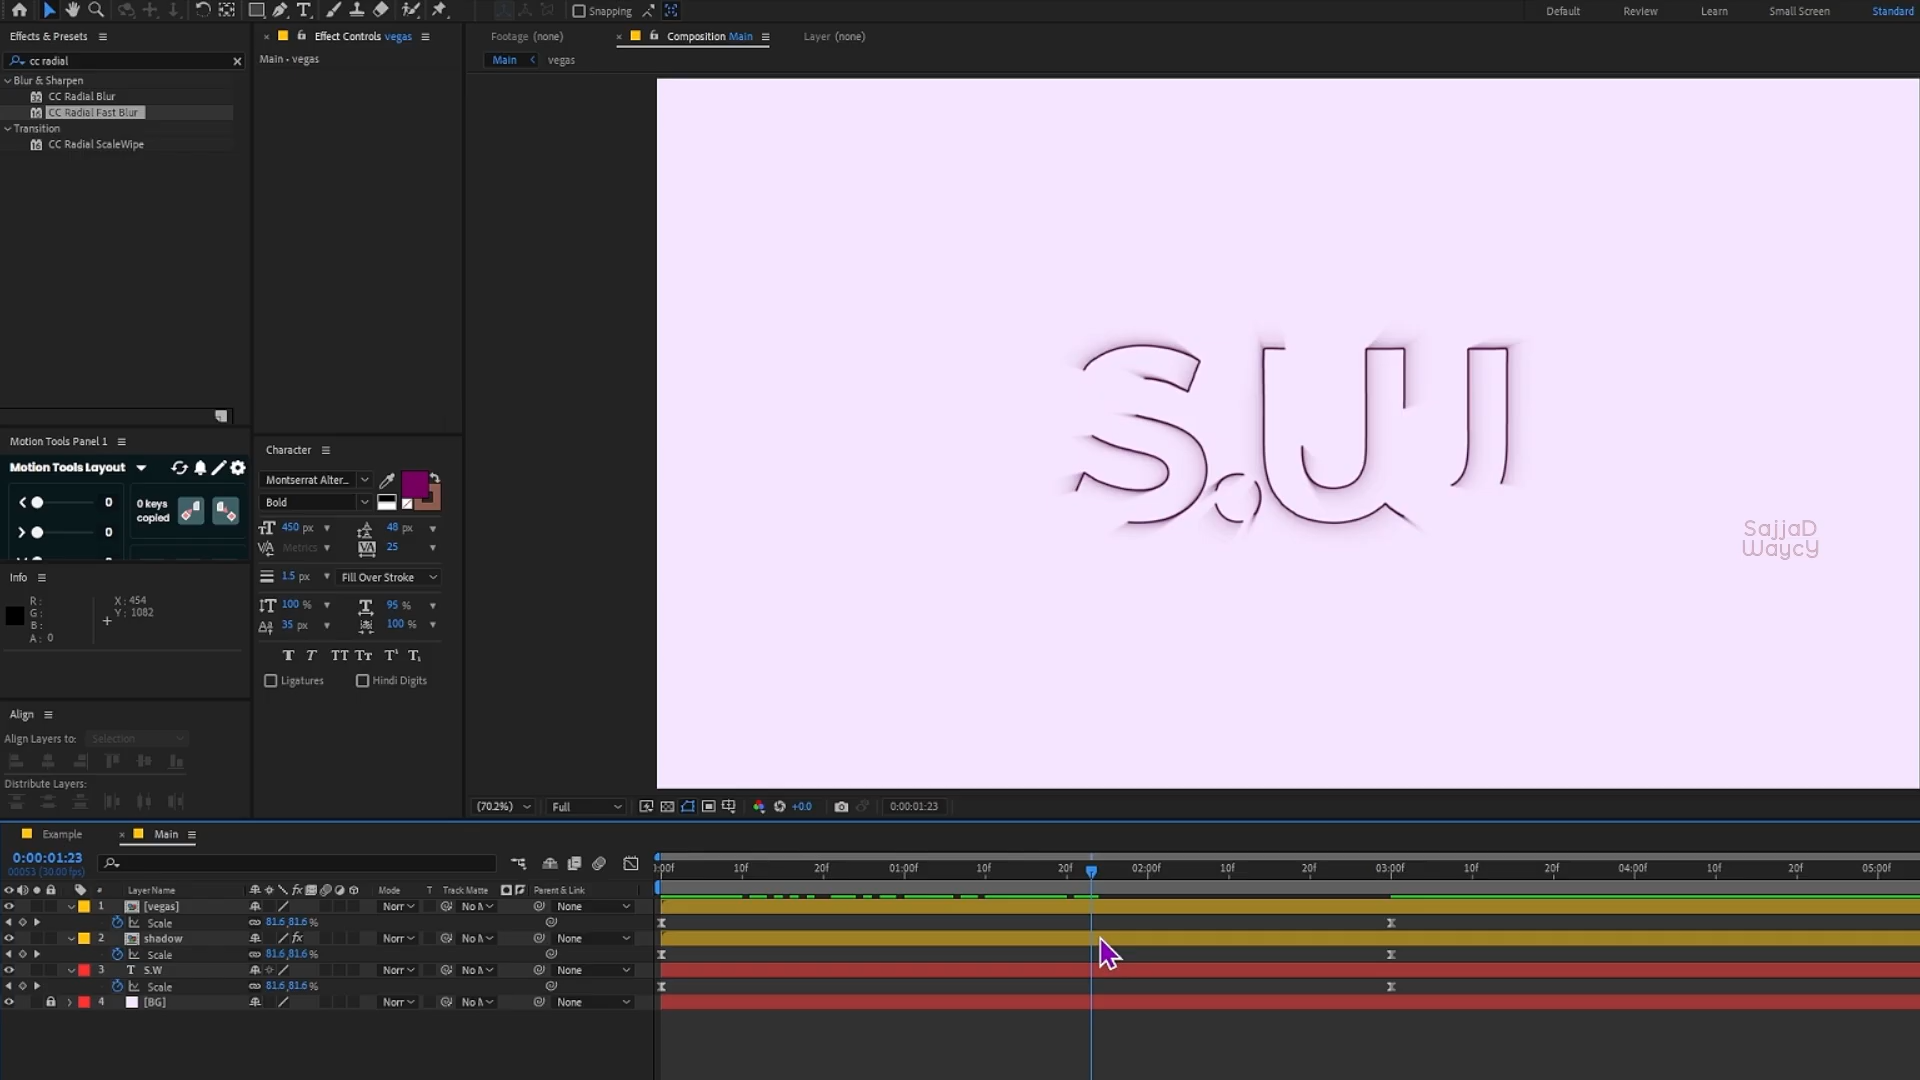 Snapping
Default
Review
Learn
Small Screen
Standard
Effects & Presets
Effect Controls vegas
Footage (none)
Composition Main
Layer (none)
cc radial
Main • vegas
Main
vegas
Blur & Sharpen
CC Radial Blur
CC Radial Fast Blur
Transition
CC Radial ScaleWipe
S.W
SajjaD
WaycY
Motion Tools Panel 1
Motion Tools Layout
0
0 keys
copied
0
Character
Montserrat Alter...
Bold
450 px
48 px
Metrics
25
1.5 px
Fill Over Stroke
100 %
95 %
35 px
100 %
Ligatures
Hindi Digits
Info
R:
G:
B:
A: 0
X: 454
Y: 1082
Align
Align Layers to:
Selection
Distribute Layers:
(70.2%)
Full
+0.0
0:00:01:23
Example
Main
0:00:01:23
00053 (30.00 fps)
:00f
10f
20f
01:00f
10f
20f
02:00f
10f
20f
03:00f
10f
20f
04:00f
10f
20f
05:00f
#
Layer Name
Mode
T
Track Matte
Parent & Link
1
[vegas]
Norr
No M
None
Scale
81.6,81.6%
2
shadow
Norr
No M
None
Scale
81.6,81.6%
3
T
S.W
Norr
No M
None
Scale
81.6,81.6%
4
[BG]
Norr
No M
None